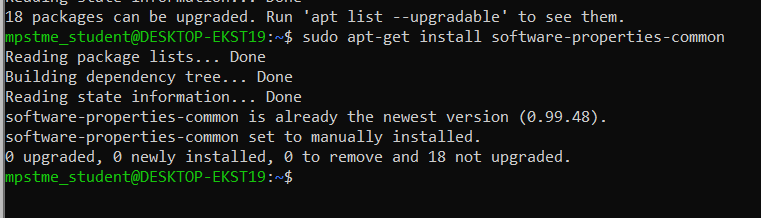 Reading state information... Done
18 packages can be upgraded. Run 'apt list --upgradable' to see them.
mpstme_student@DESKTOP-EKST19:~$ sudo apt-get install software-properties-common
Reading package lists... Done
Building dependency tree... Done
Reading state information... Done
software-properties-common is already the newest version (0.99.48).
software-properties-common set to manually installed.
0 upgraded, 0 newly installed, 0 to remove and 18 not upgraded.
mpstme_student@DESKTOP-EKST19:~$